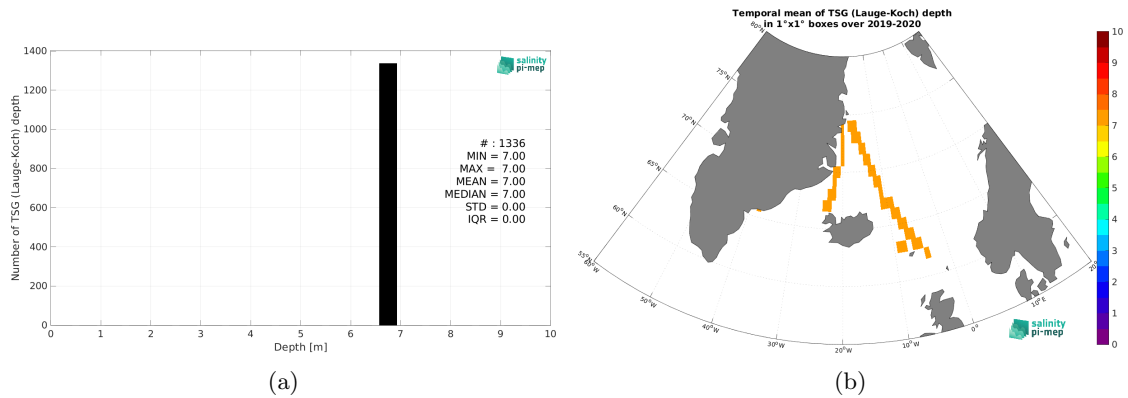 1400
1200
1000
800
600
400
200
0
Number of TSG (Lauge-Koch) depth
0 1 2 3 4 5 6 7 8 9 10
Depth [m]
salinity
pi-mep
# : 1336
MIN = 7.00
MAX = 7.00
MEAN = 7.00
MEDIAN = 7.00
STD = 0.00
IQR = 0.00
(a)
Temporal mean of TSG (Lauge-Koch) depth
in 1°x1° boxes over 2019-2020
80°N
75°N
70°N
65°N
60°N
55°N
60°W
50°W
40°W
30°W
20°W
10°W
0°
10°E
20°
10
9
8
7
6
5
4
3
2
1
0
salinity
pi-mep
(b)